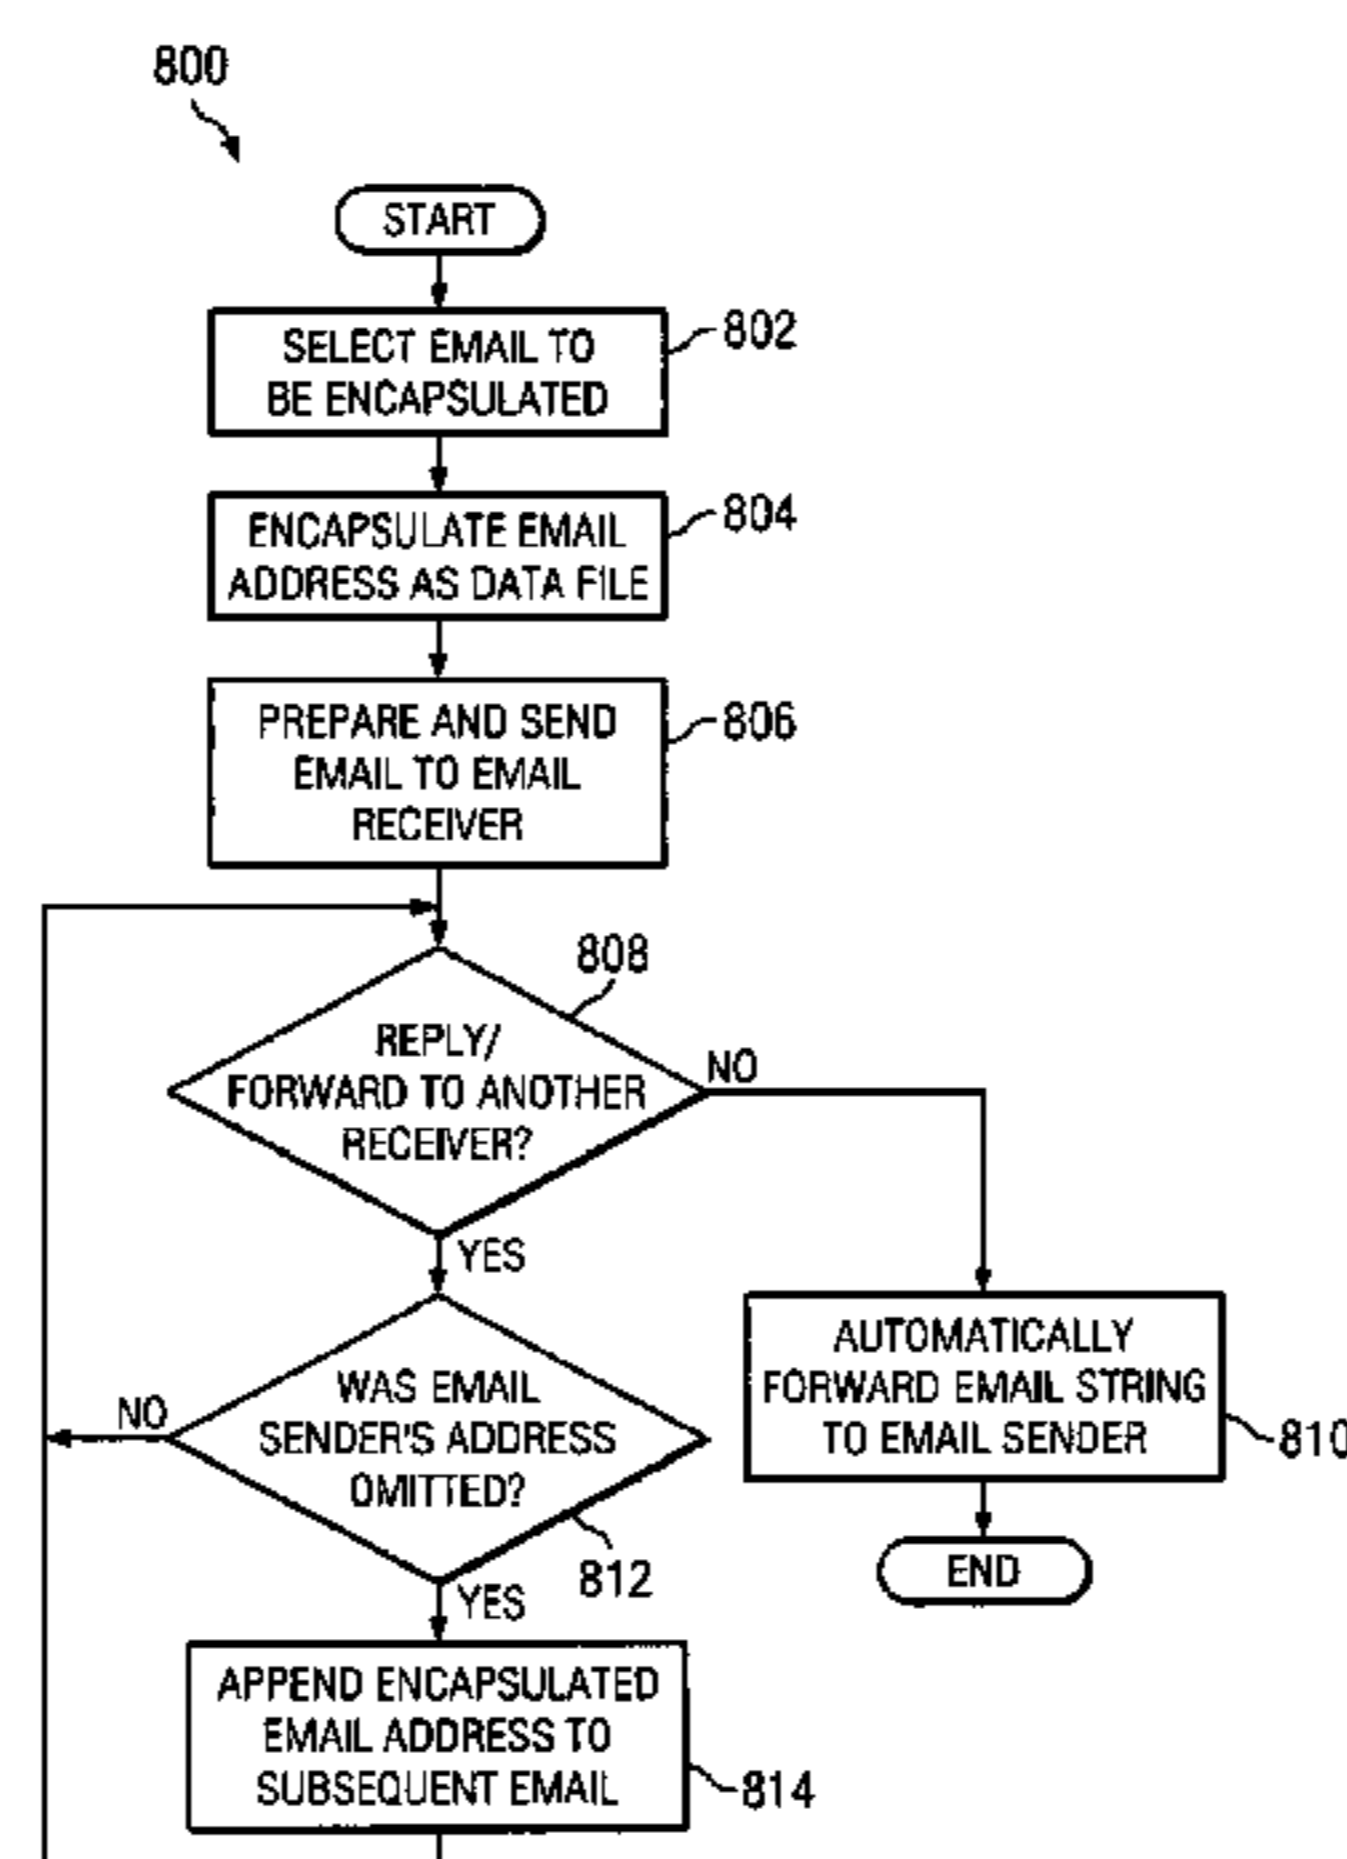 800
START
SELECT EMAIL TO
BE ENCAPSULATED
802
ENCAPSULATE EMAIL
ADDRESS AS DATA FILE
804
PREPARE AND SEND
EMAIL TO EMAIL
RECEIVER
806
808
REPLY/
FORWARD TO ANOTHER
RECEIVER?
NO
YES
WAS EMAIL
SENDER'S ADDRESS
OMITTED?
NO
812
YES
AUTOMATICALLY
FORWARD EMAIL STRING
TO EMAIL SENDER
810
END
APPEND ENCAPSULATED
EMAIL ADDRESS TO
SUBSEQUENT EMAIL
814